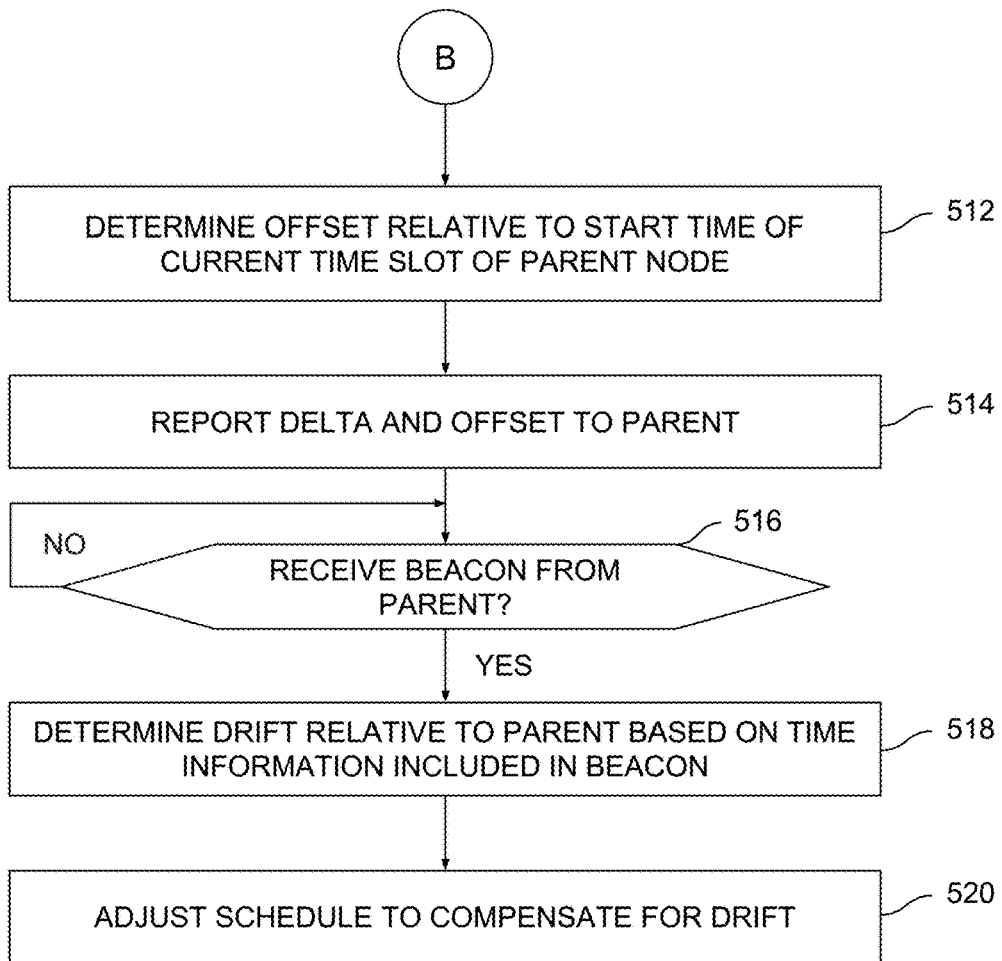 B
DETERMINE OFFSET RELATIVE TO START TIME OF
CURRENT TIME SLOT OF PARENT NODE
512
REPORT DELTA AND OFFSET TO PARENT
514
NO
516
RECEIVE BEACON FROM
PARENT?
YES
DETERMINE DRIFT RELATIVE TO PARENT BASED ON TIME
INFORMATION INCLUDED IN BEACON
518
ADJUST SCHEDULE TO COMPENSATE FOR DRIFT
520